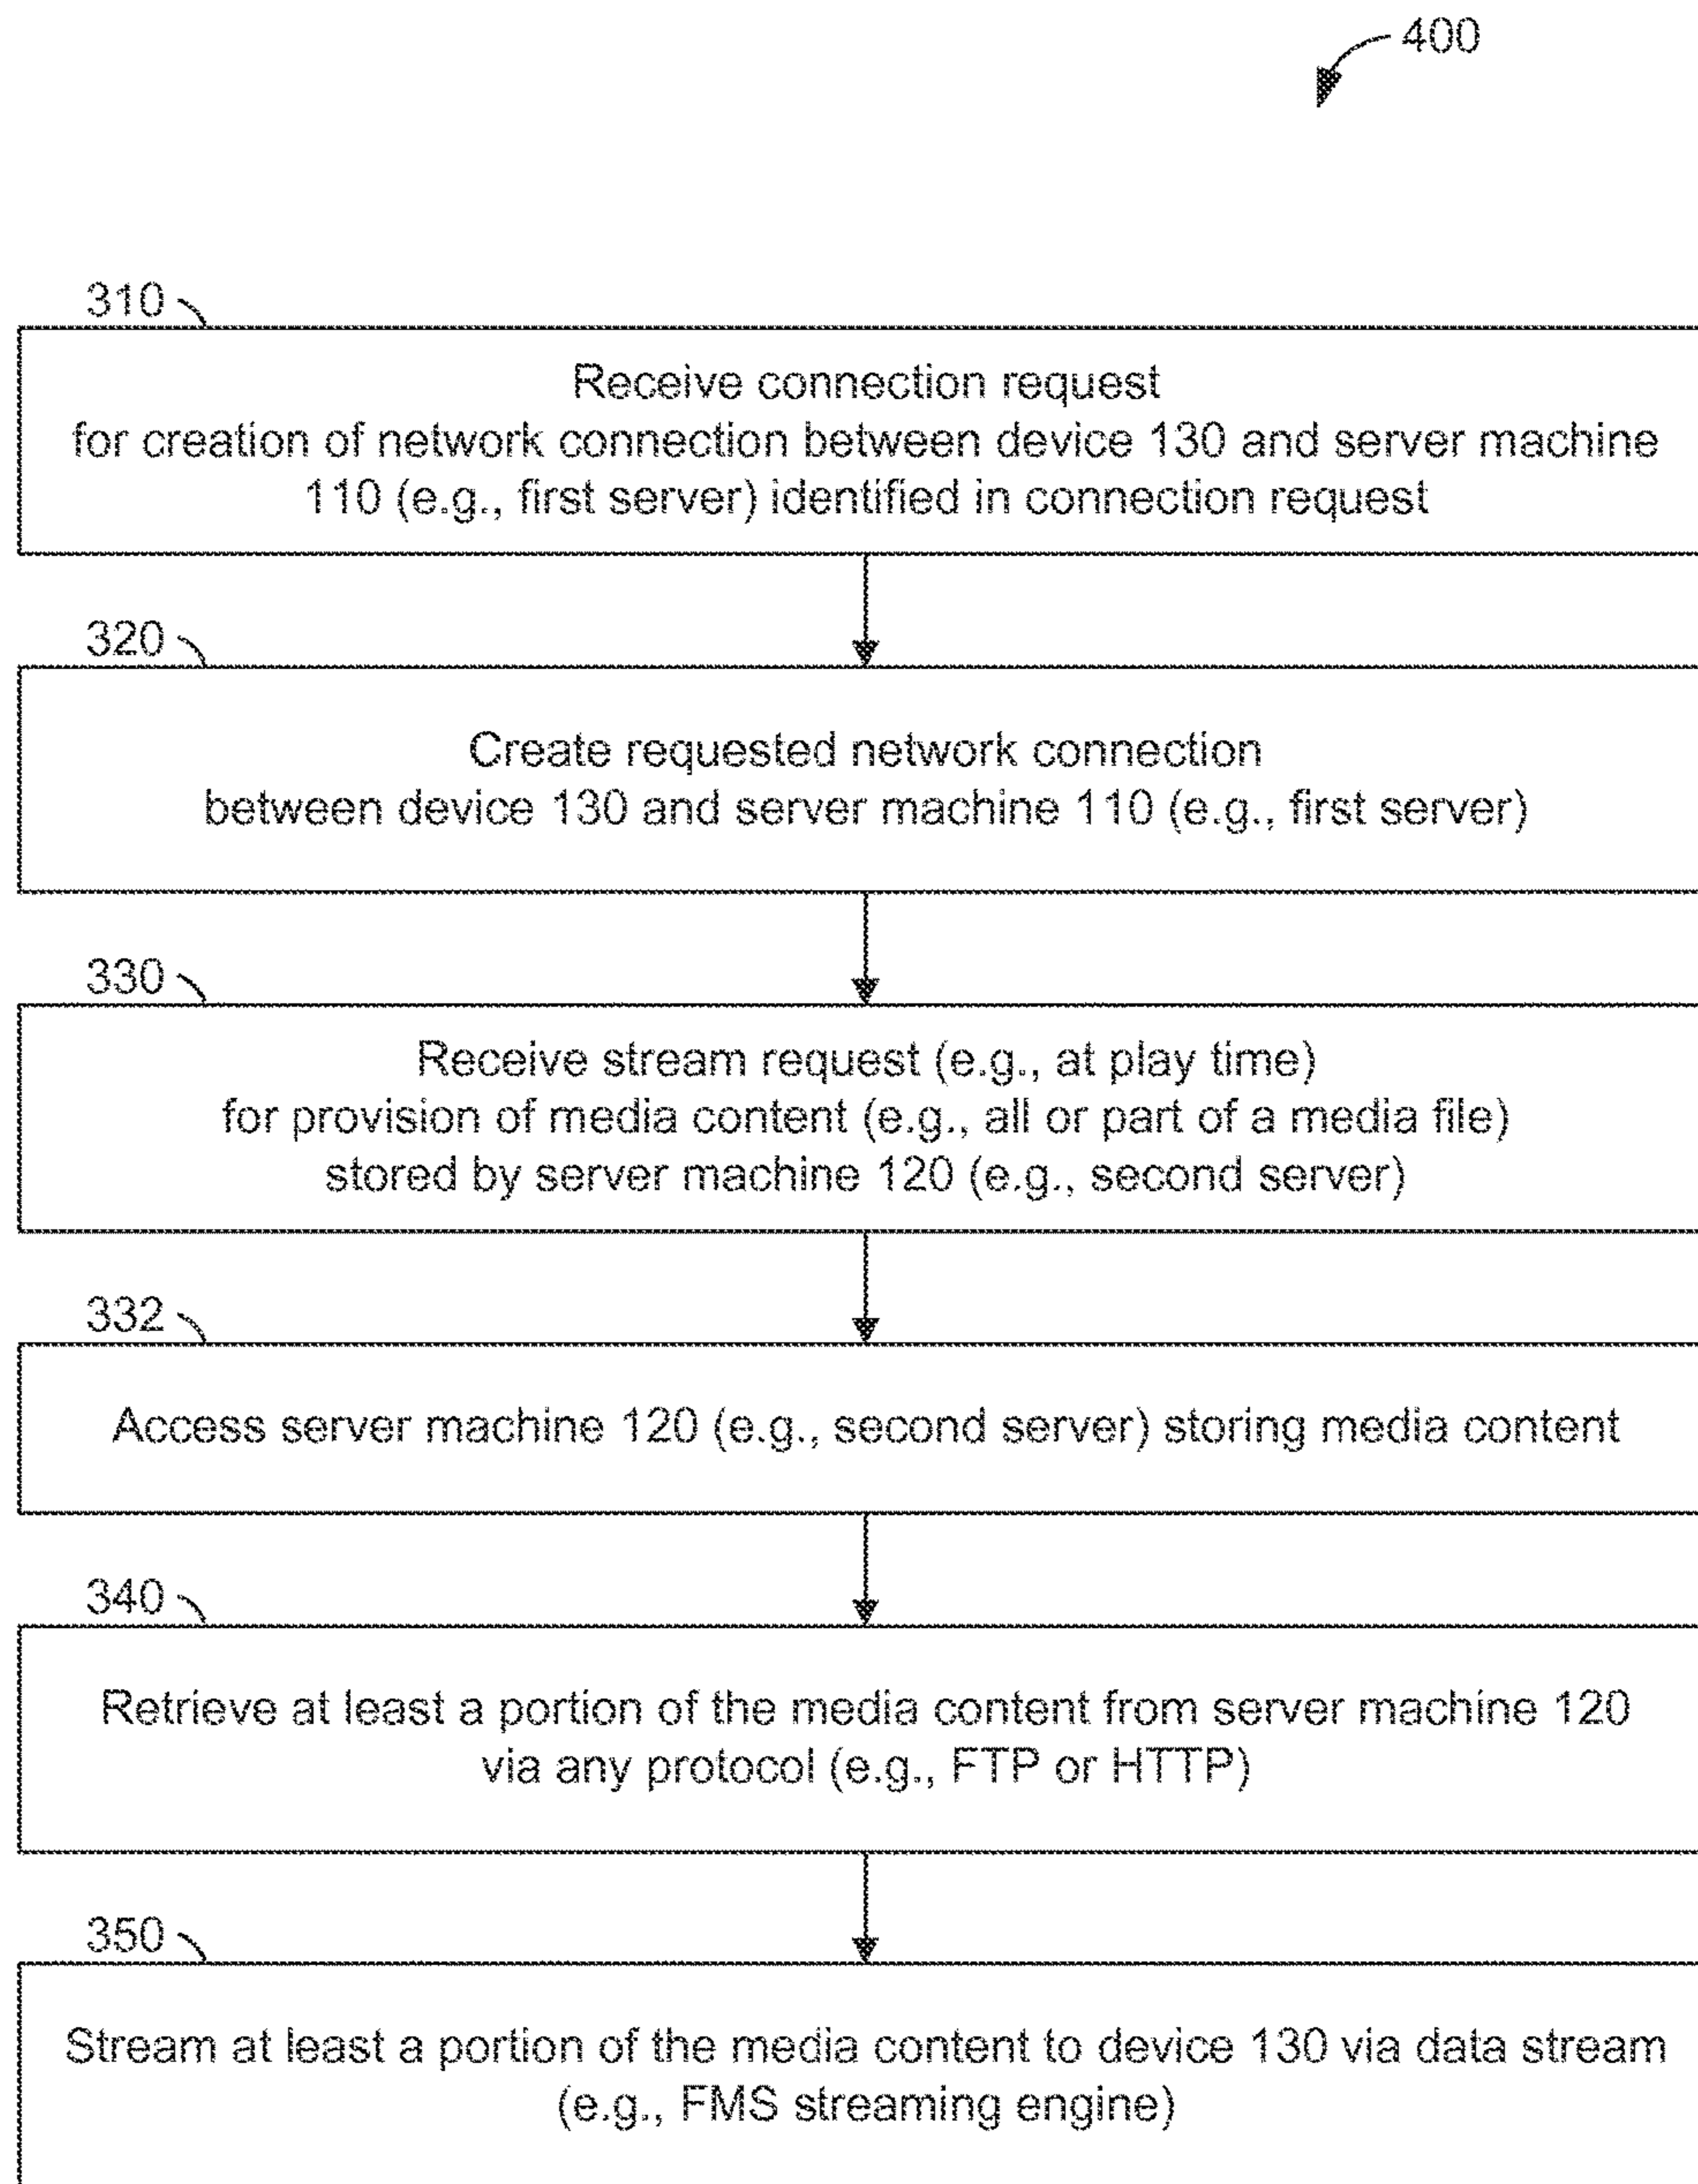 400
310
Receive connection request
for creation of network connection between device 130 and server machine
110 (e.g., first server) identified in connection request
320
Create requested network connection
between device 130 and server machine 110 (e.g., first server)
330
Receive stream request (e.g., at play time)
for provision of media content (e.g., all or part of a media file)
stored by server machine 120 (e.g., second server)
332
Access server machine 120 (e.g., second server) storing media content
340
Retrieve at least a portion of the media content from server machine 120
via any protocol (e.g., FTP or HTTP)
350
Stream at least a portion of the media content to device 130 via data stream
(e.g., FMS streaming engine)